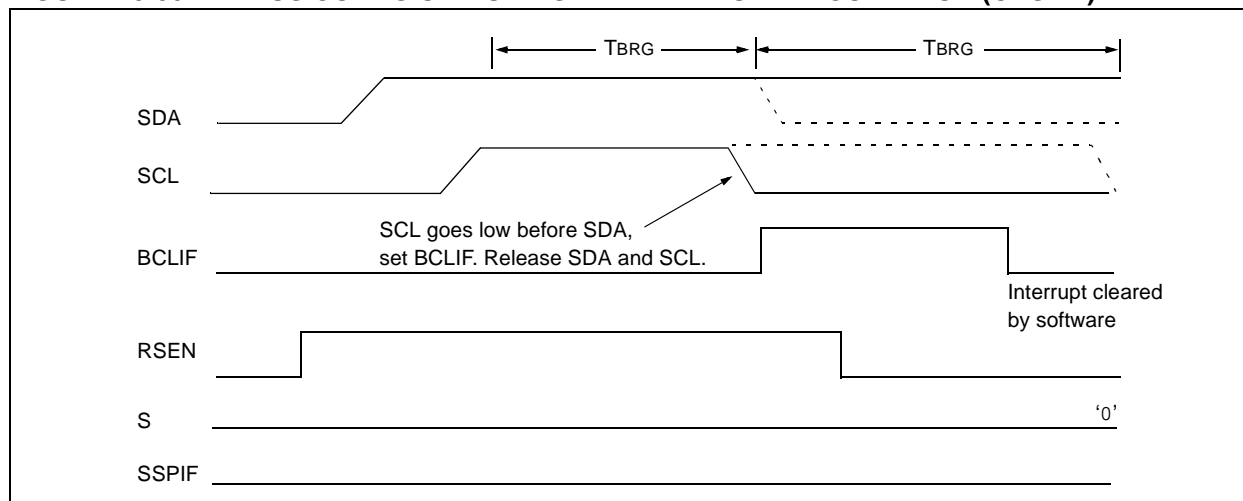 TBRG
TBRG
SDA
SCL
SCL goes low before SDA,
set BCLIF. Release SDA and SCL.
BCLIF
Interrupt cleared
by software
RSEN
S
‘0’
SSPIF